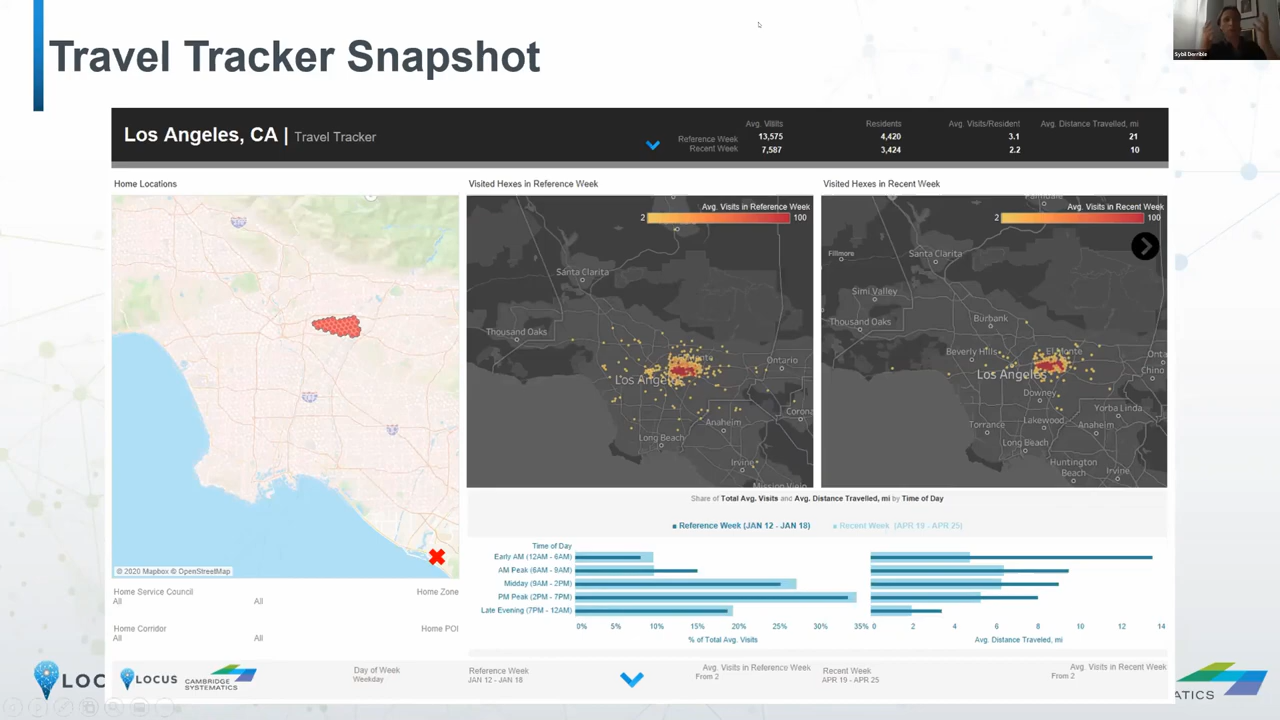 Travel Tracker Snapshot
Sybil Derrible
Los Angeles, CA | Travel Tracker
Avg. Visits Residents Avg. Visits/Resident Avg. Distance Travelled, mi
Reference Week 13,575 4,420 3.1 21
Recent Week 7,587 3,424 2.2 10
Home Locations
© 2020 Mapbox © OpenStreetMap
Visited Hexes in Reference Week
Avg. Visits in Reference Week
2 100
Santa Clarita
Thousand Oaks
Monte
Ontario
Los Ange
Corona
Anaheim
Long Beach
Irvine
Mission Viejo
Visited Hexes in Recent Week
Palmdale
Avg. Visits in Recent Week
2 100
Fillmore
Santa Clarita
Simi Valley
Thousand Oaks
Burbank
Beverly Hills
El Monte
Onta
Los Angeles
Chino
Downey
Yorba Linda
Torrance
Lakewood
Anaheim
Long Beach
Huntington
Beach
Irvine
Share of Total Avg. Visits and Avg. Distance Travelled, mi by Time of Day
Reference Week (JAN 12 - JAN 18) Recent Week (APR 19 - APR 25)
Time of Day
Early AM (12AM - 6AM)
AM Peak (6AM - 9AM)
Midday (9AM - 2PM)
PM Peak (2PM - 7PM)
Late Evening (7PM - 12AM)
0% 5% 10% 15% 20% 25% 30% 35%
% of Total Avg. Visits
0 2 4 6 8 10 12 14
Avg. Distance Traveled, mi
Home Service Council Home Zone
All All
Home Corridor Home POI
All All
LOC
LOCUS
CAMBRIDGE
SYSTEMATICS
Day of Week
Weekday
Reference Week
JAN 12 - JAN 18
Avg. Visits in Reference Week
From 2
Recent Week
APR 19 - APR 25
Avg. Visits in Recent Week
From 2
ATICS